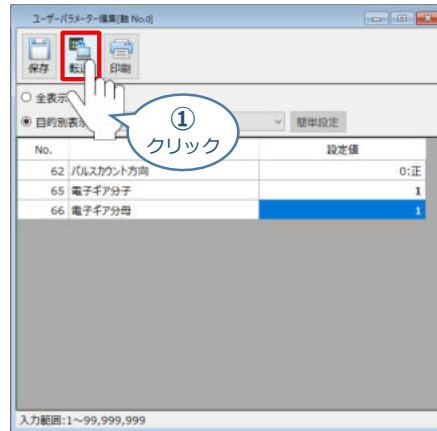 ユーザーパラメーター編集[軸 No.0]
保存 転送 印刷
全表示
目的別表示 簡単設定
①
クリック
No. 設定値
62 パルスカウント方向 0:正
65 電子ギア分子 1
66 電子ギア分母 1
入力範囲:1～99,999,999